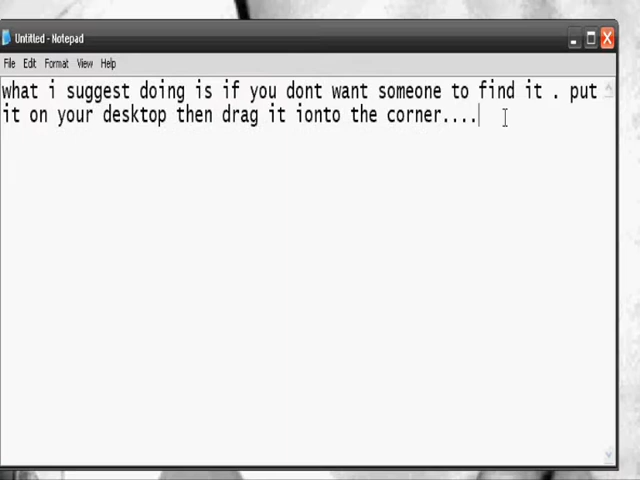 Untitled - Notepad
File Edit Format View Help
what i suggest doing is if you dont want someone to find it . put
it on your desktop then drag it ionto the corner....